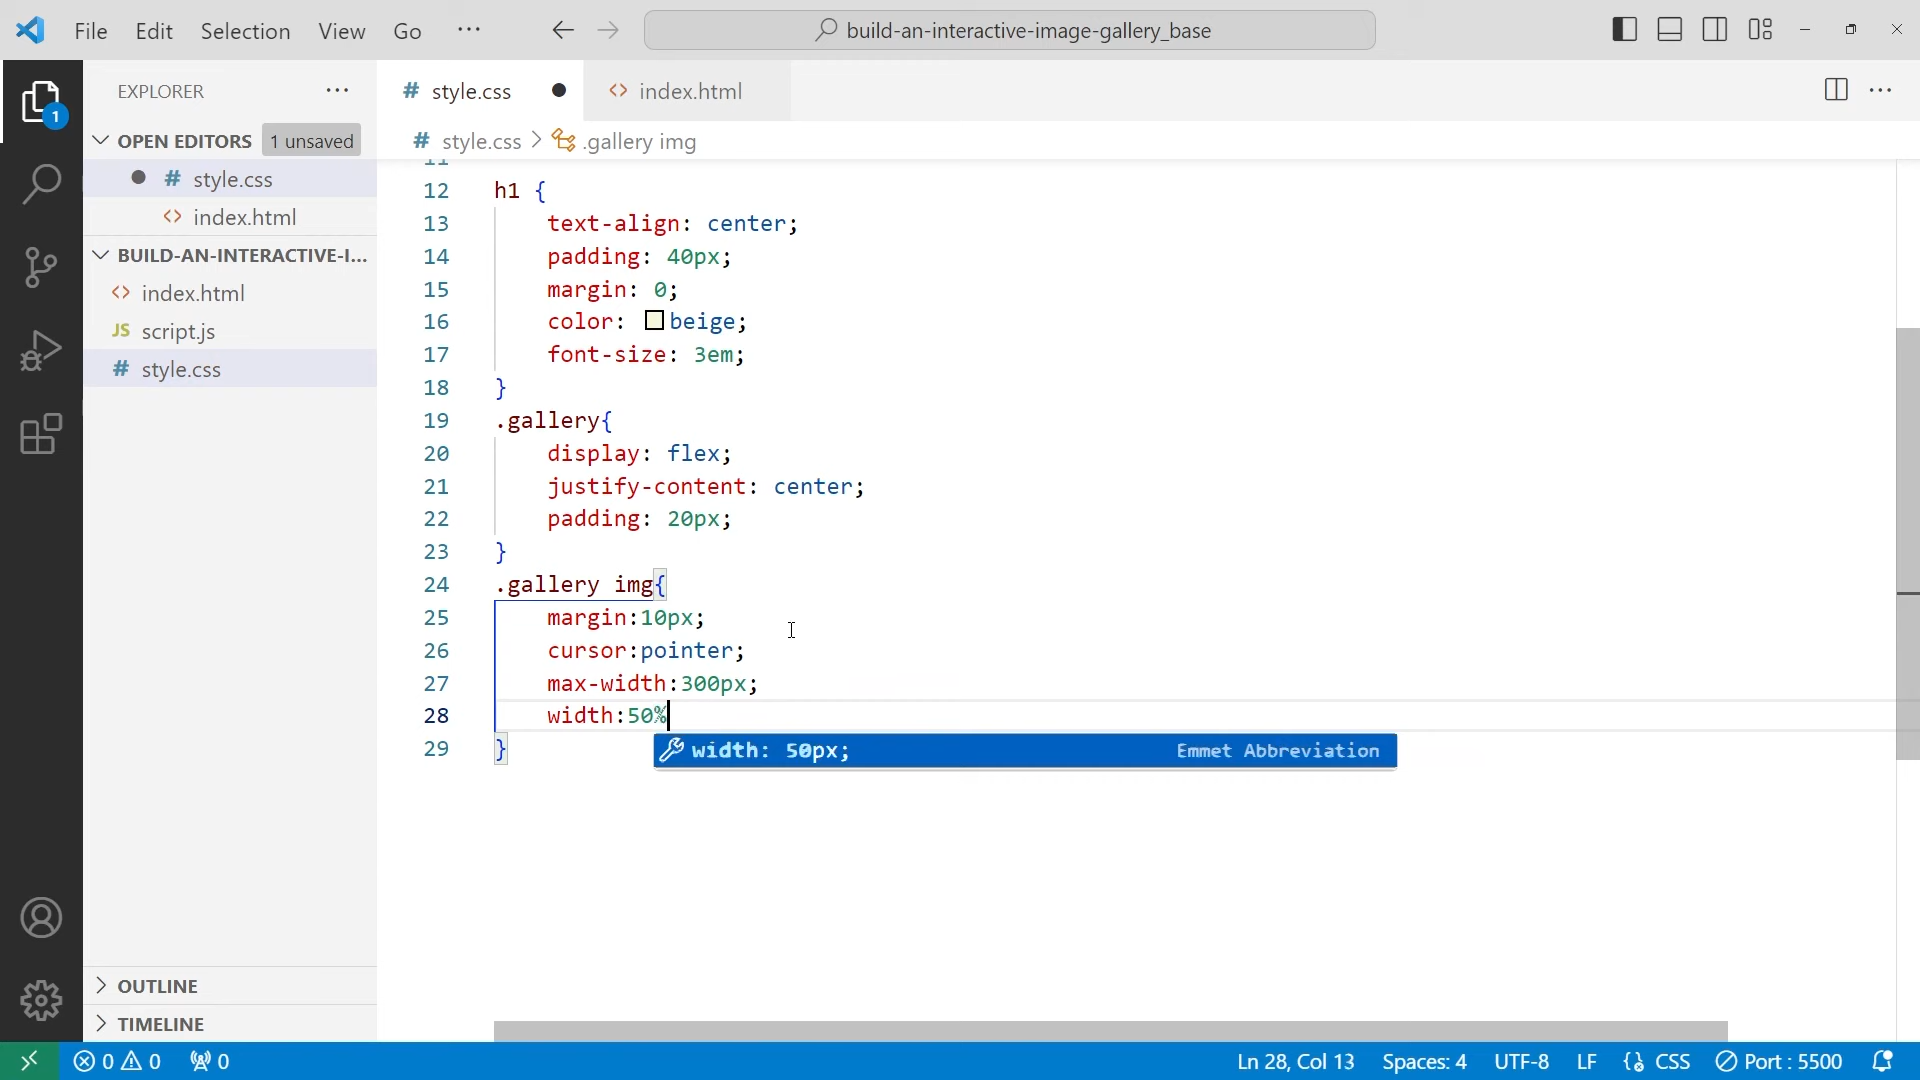 File Edit Selection View Go ··· build-an-interactive-image-gallery_base
EXPLORER ···
# style.css
<> index.html
···
OPEN EDITORS 1 unsaved
# style.css > .gallery img
# style.css
<> index.html
BUILD-AN-INTERACTIVE-I...
<> index.html
JS script.js
# style.css
OUTLINE
TIMELINE
11
12 h1 {
13 text-align: center;
14 padding: 40px;
15 margin: 0;
16 color: beige;
17 font-size: 3em;
18 }
19 .gallery{
20 display: flex;
21 justify-content: center;
22 padding: 20px;
23 }
24 .gallery img{
25 margin:10px;
26 cursor:pointer;
27 max-width:300px;
28 width:50%
29 }
width: 50px; Emmet Abbreviation
0 0 0 Ln 28, Col 13 Spaces: 4 UTF-8 LF {} CSS Port : 5500
1